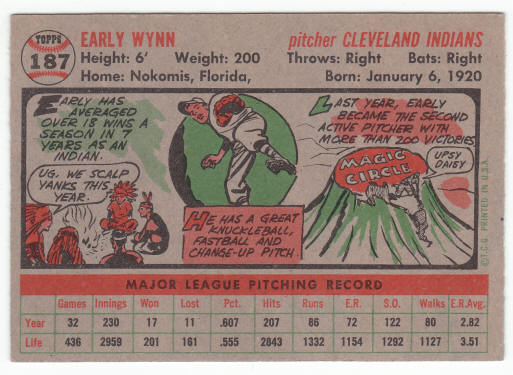 TOPPS
187
EARLY WYNN
pitcher CLEVELAND INDIANS
Height: 6' Weight: 200
Throws: Right Bats: Right
Home: Nokomis, Florida,
Born: January 6, 1920
EARLY HAS
AVERAGED
OVER 18 WINS A
SEASON IN 7
YEARS AS AN
INDIAN.
UG. WE SCALP
YANKS THIS
YEAR.
HE HAS A GREAT
KNUCKLEBALL,
FASTBALL AND
CHANGE-UP PITCH.
LAST YEAR, EARLY
BECAME THE SECOND
ACTIVE PITCHER WITH
MORE THAN 200 VICTORIES.
MAGIC
CIRCLE
UPSY
DAISY
©T.C.G. PRINTED IN U.S.A.
MAJOR LEAGUE PITCHING RECORD
Games Innings Won Lost Pct. Hits Runs E.R. S.O. Walks E.R.Avg.
Year 32 230 17 11 .607 207 86 72 122 80 2.82
Life 436 2959 201 161 .555 2843 1332 1154 1292 1127 3.51